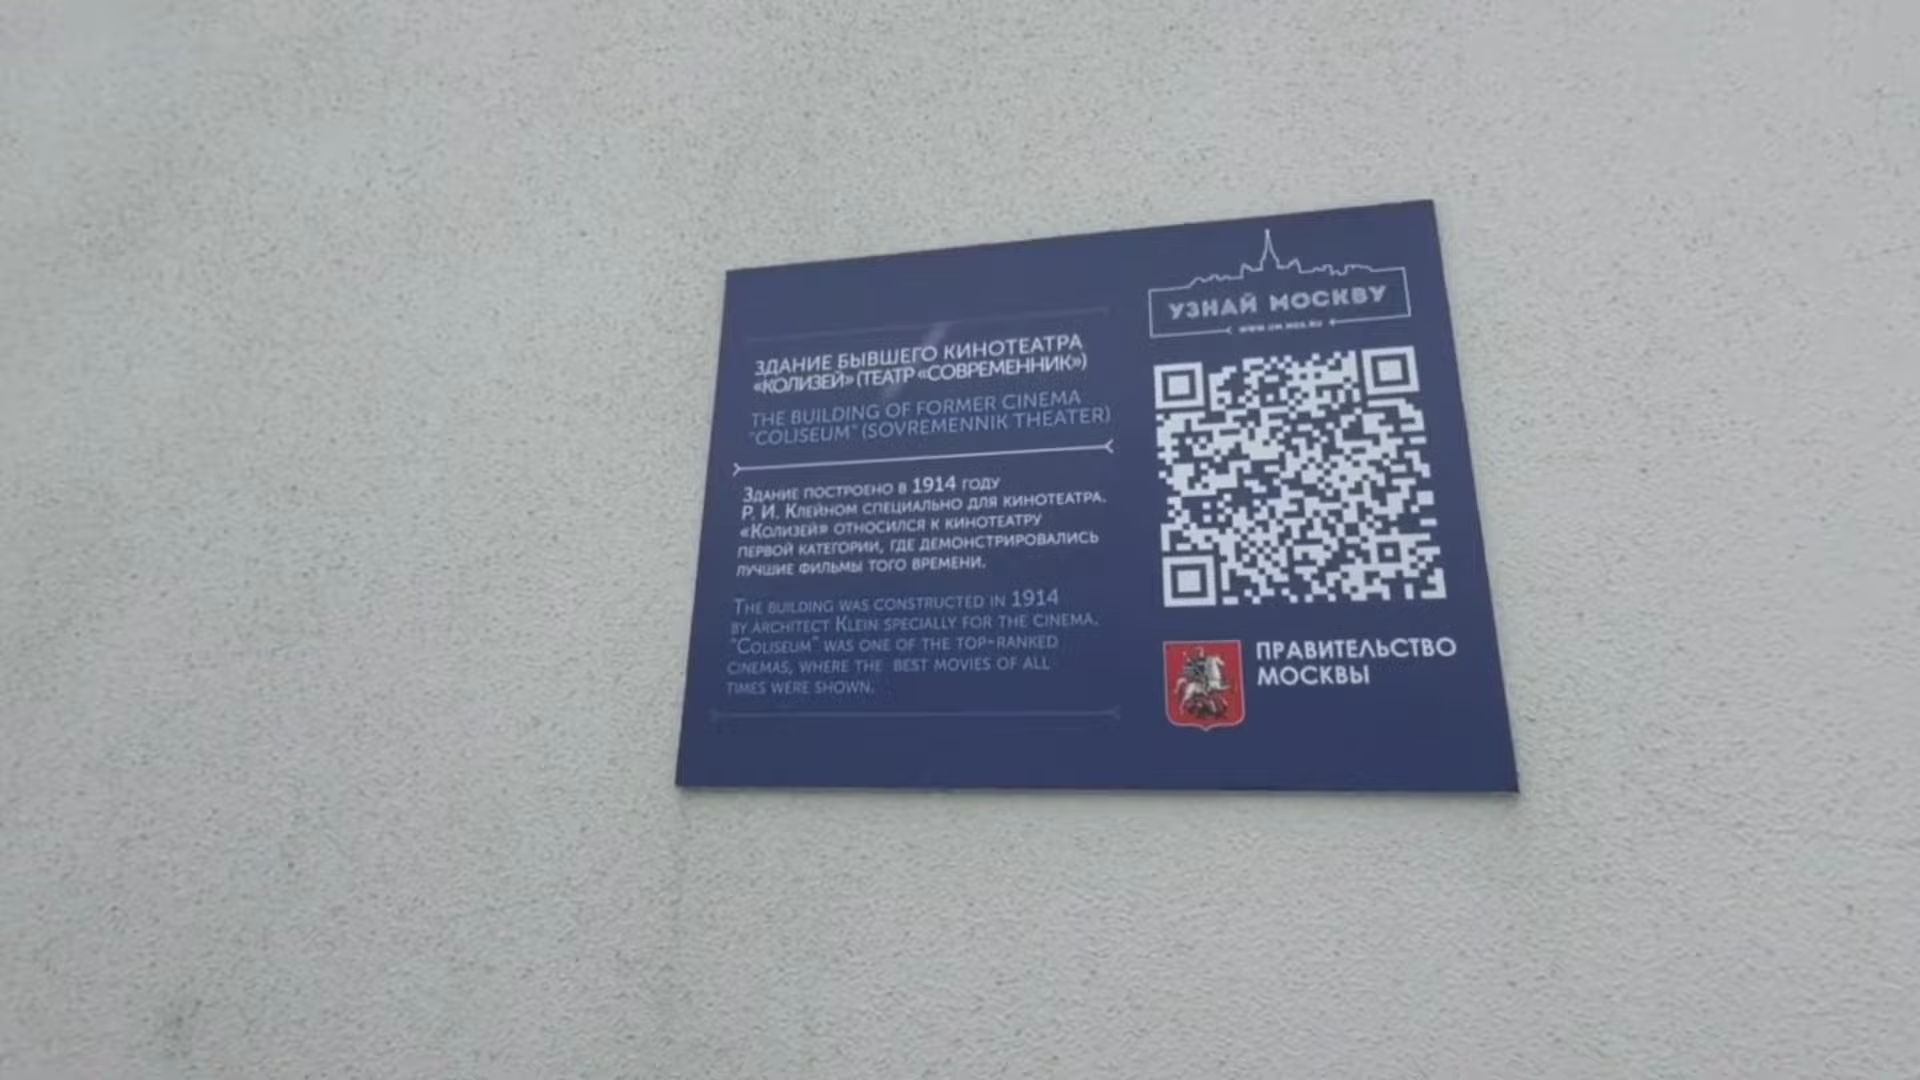 ЗДАНИЕ БЫВШЕГО КИНОТЕАТРА
«КОЛИЗЕЙ» (ТЕАТР «СОВРЕМЕННИК»)
THE BUILDING OF FORMER CINEMA
"COLISEUM" (SOVREMENNIK THEATER)
ЗДАНИЕ ПОСТРОЕНО В 1914 ГОДУ
Р. И. КЛЕЙНОМ СПЕЦИАЛЬНО ДЛЯ КИНОТЕАТРА.
«КОЛИЗЕЙ» ОТНОСИЛСЯ К КИНОТЕАТРУ
ПЕРВОЙ КАТЕГОРИИ, ГДЕ ДЕМОНСТРИРОВАЛИСЬ
ЛУЧШИЕ ФИЛЬМЫ ТОГО ВРЕМЕНИ.
THE BUILDING WAS CONSTRUCTED IN 1914
BY ARCHITECT KLEIN SPECIALLY FOR THE CINEMA.
"COLISEUM" WAS ONE OF THE TOP-RANKED
CINEMAS, WHERE THE BEST MOVIES OF ALL
TIMES WERE SHOWN.
УЗНАЙ МОСКВУ
WWW.UM.MOS.RU
ПРАВИТЕЛЬСТВО
МОСКВЫ